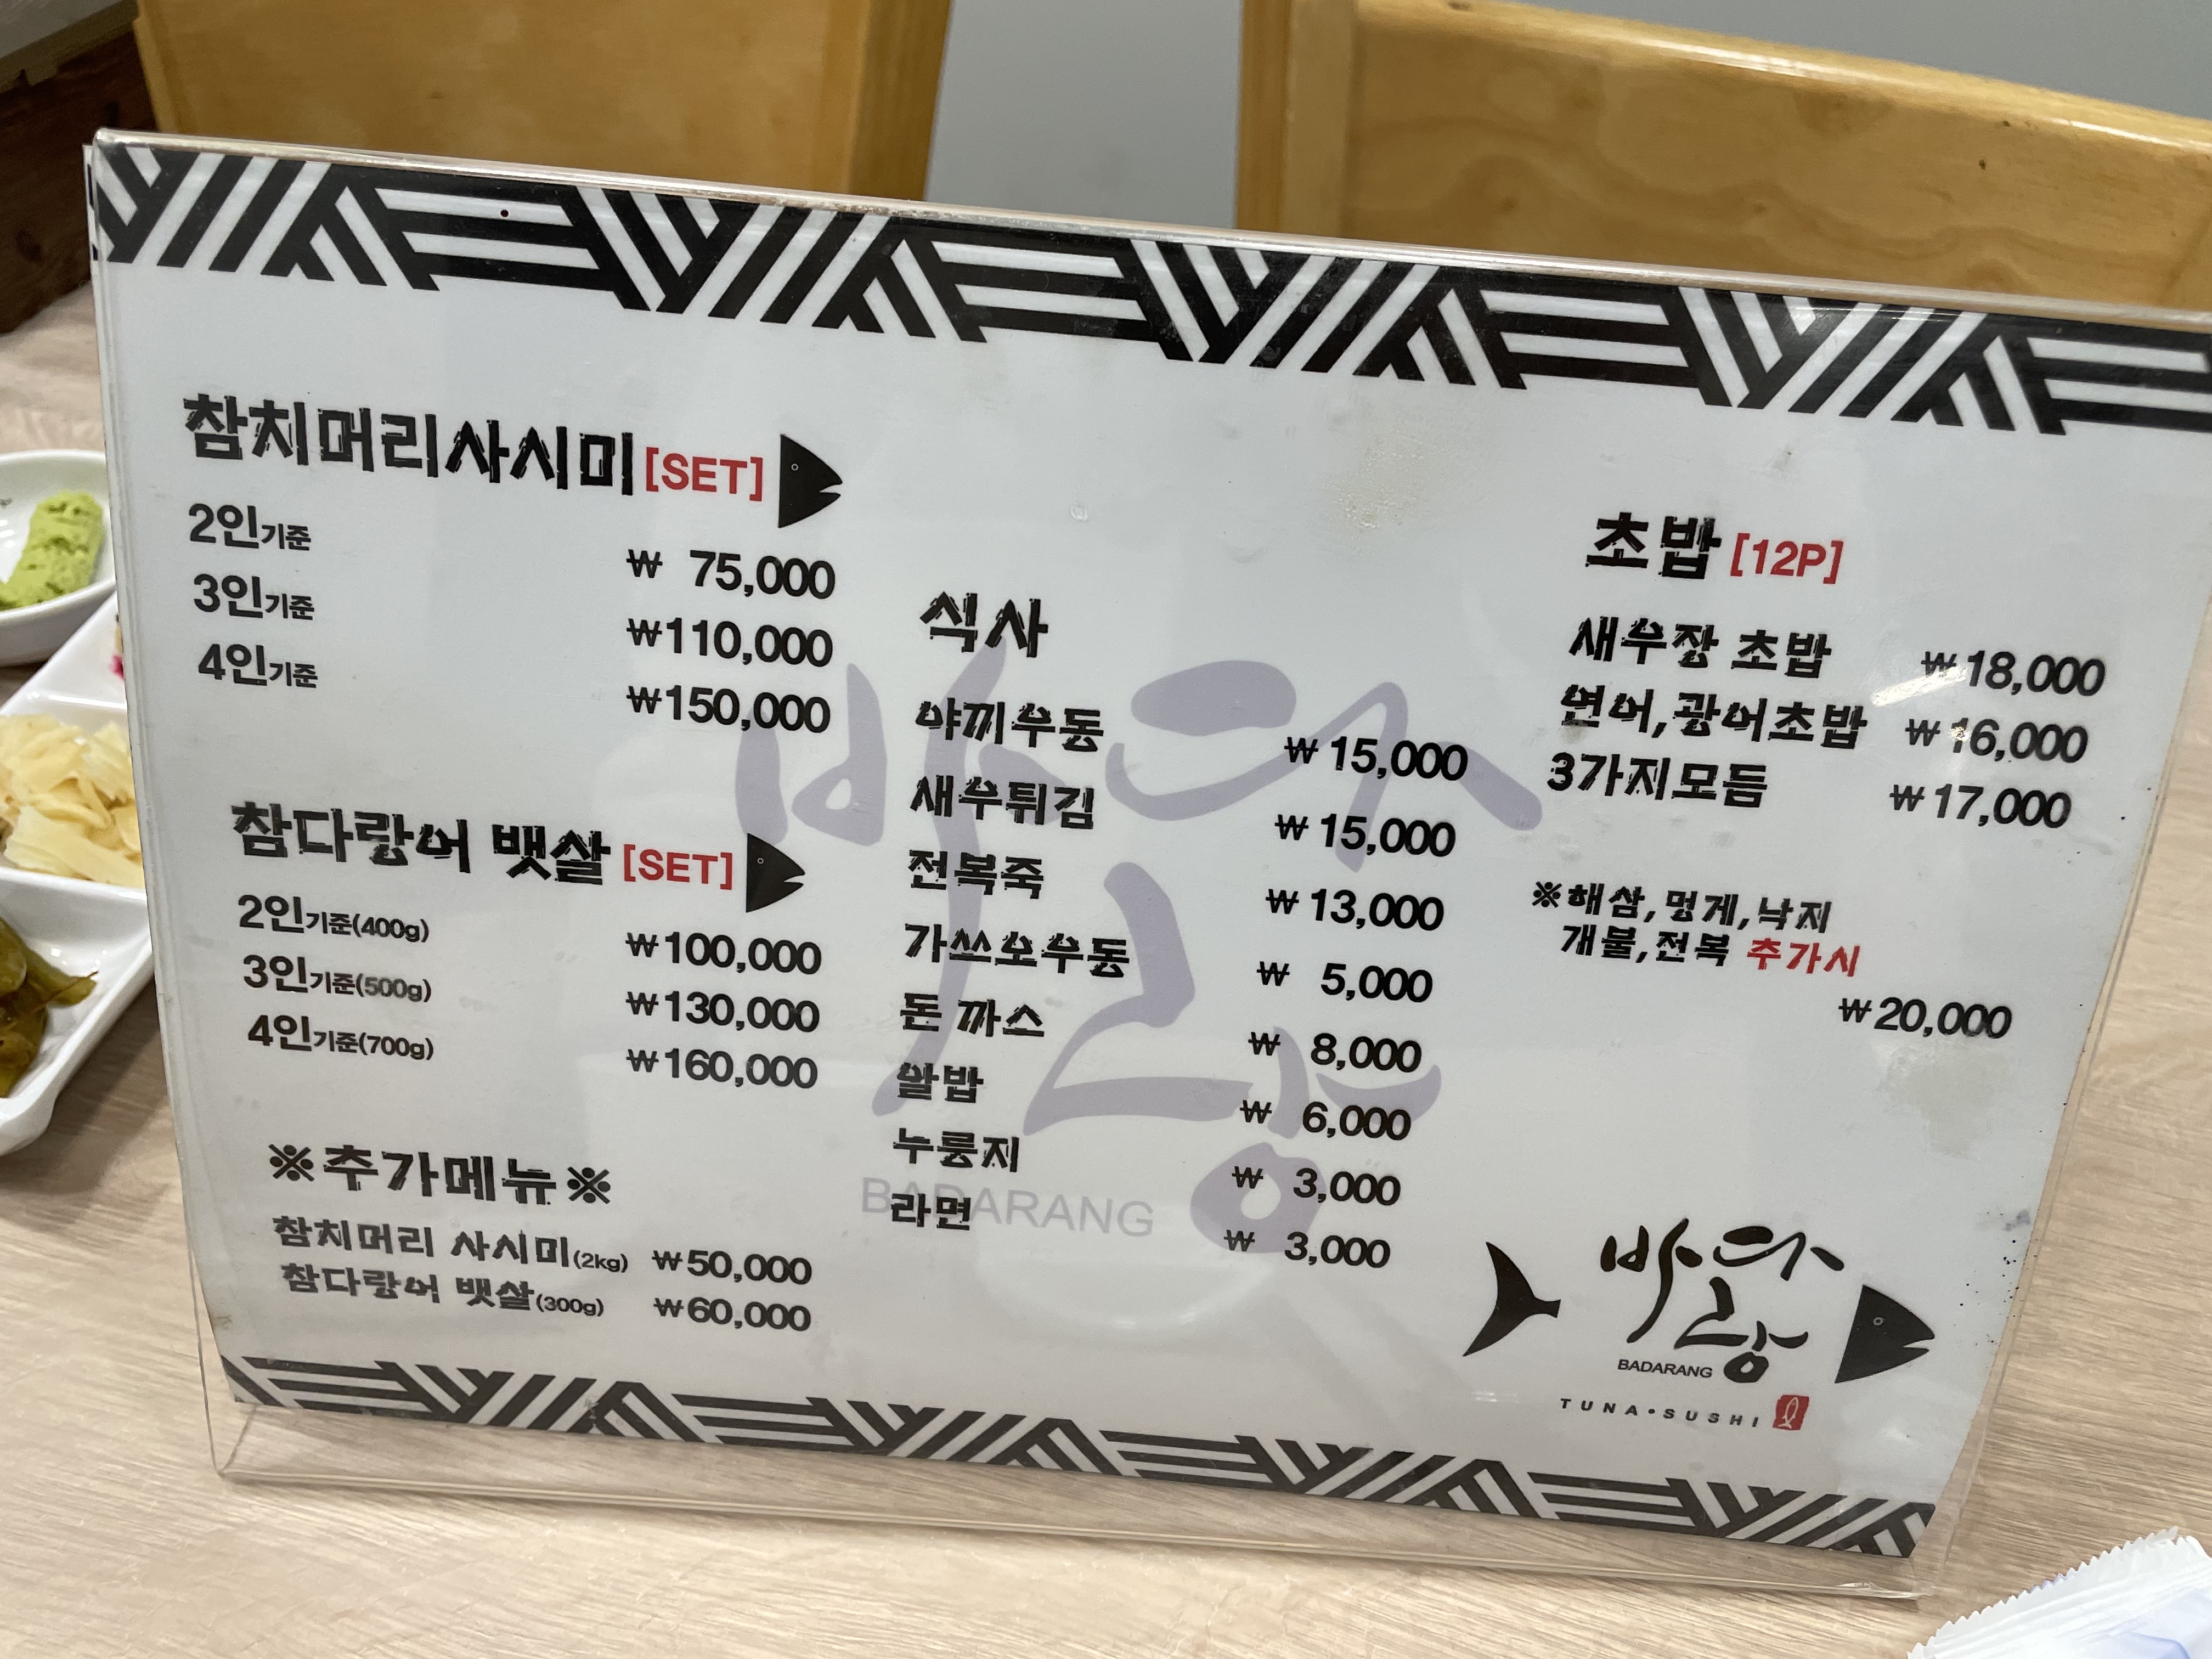 참치머리사시미[SET]
2인기준 ₩ 75,000
3인기준 ₩110,000
4인기준 ₩150,000
참다랑어 뱃살[SET]
2인기준(400g) ₩100,000
3인기준(500g) ₩130,000
4인기준(700g) ₩160,000
※추가메뉴※
참치머리 사시미(2kg) ₩50,000
참다랑어 뱃살(300g) ₩60,000
식사
야끼우동 ₩15,000
새우튀김 ₩15,000
전복죽 ₩13,000
가쓰오우동 ₩ 5,000
돈 까스 ₩ 8,000
알밥 ₩ 6,000
누룽지 ₩ 3,000
라면 ₩ 3,000
바다
랑
BADARANG
초밥[12P]
새우장 초밥 ₩18,000
연어,광어초밥 ₩16,000
3가지모듬 ₩17,000
※해삼,멍게,낙지
개불,전복 추가시
₩20,000
바다
랑
BADARANG
TUNA•SUSHI